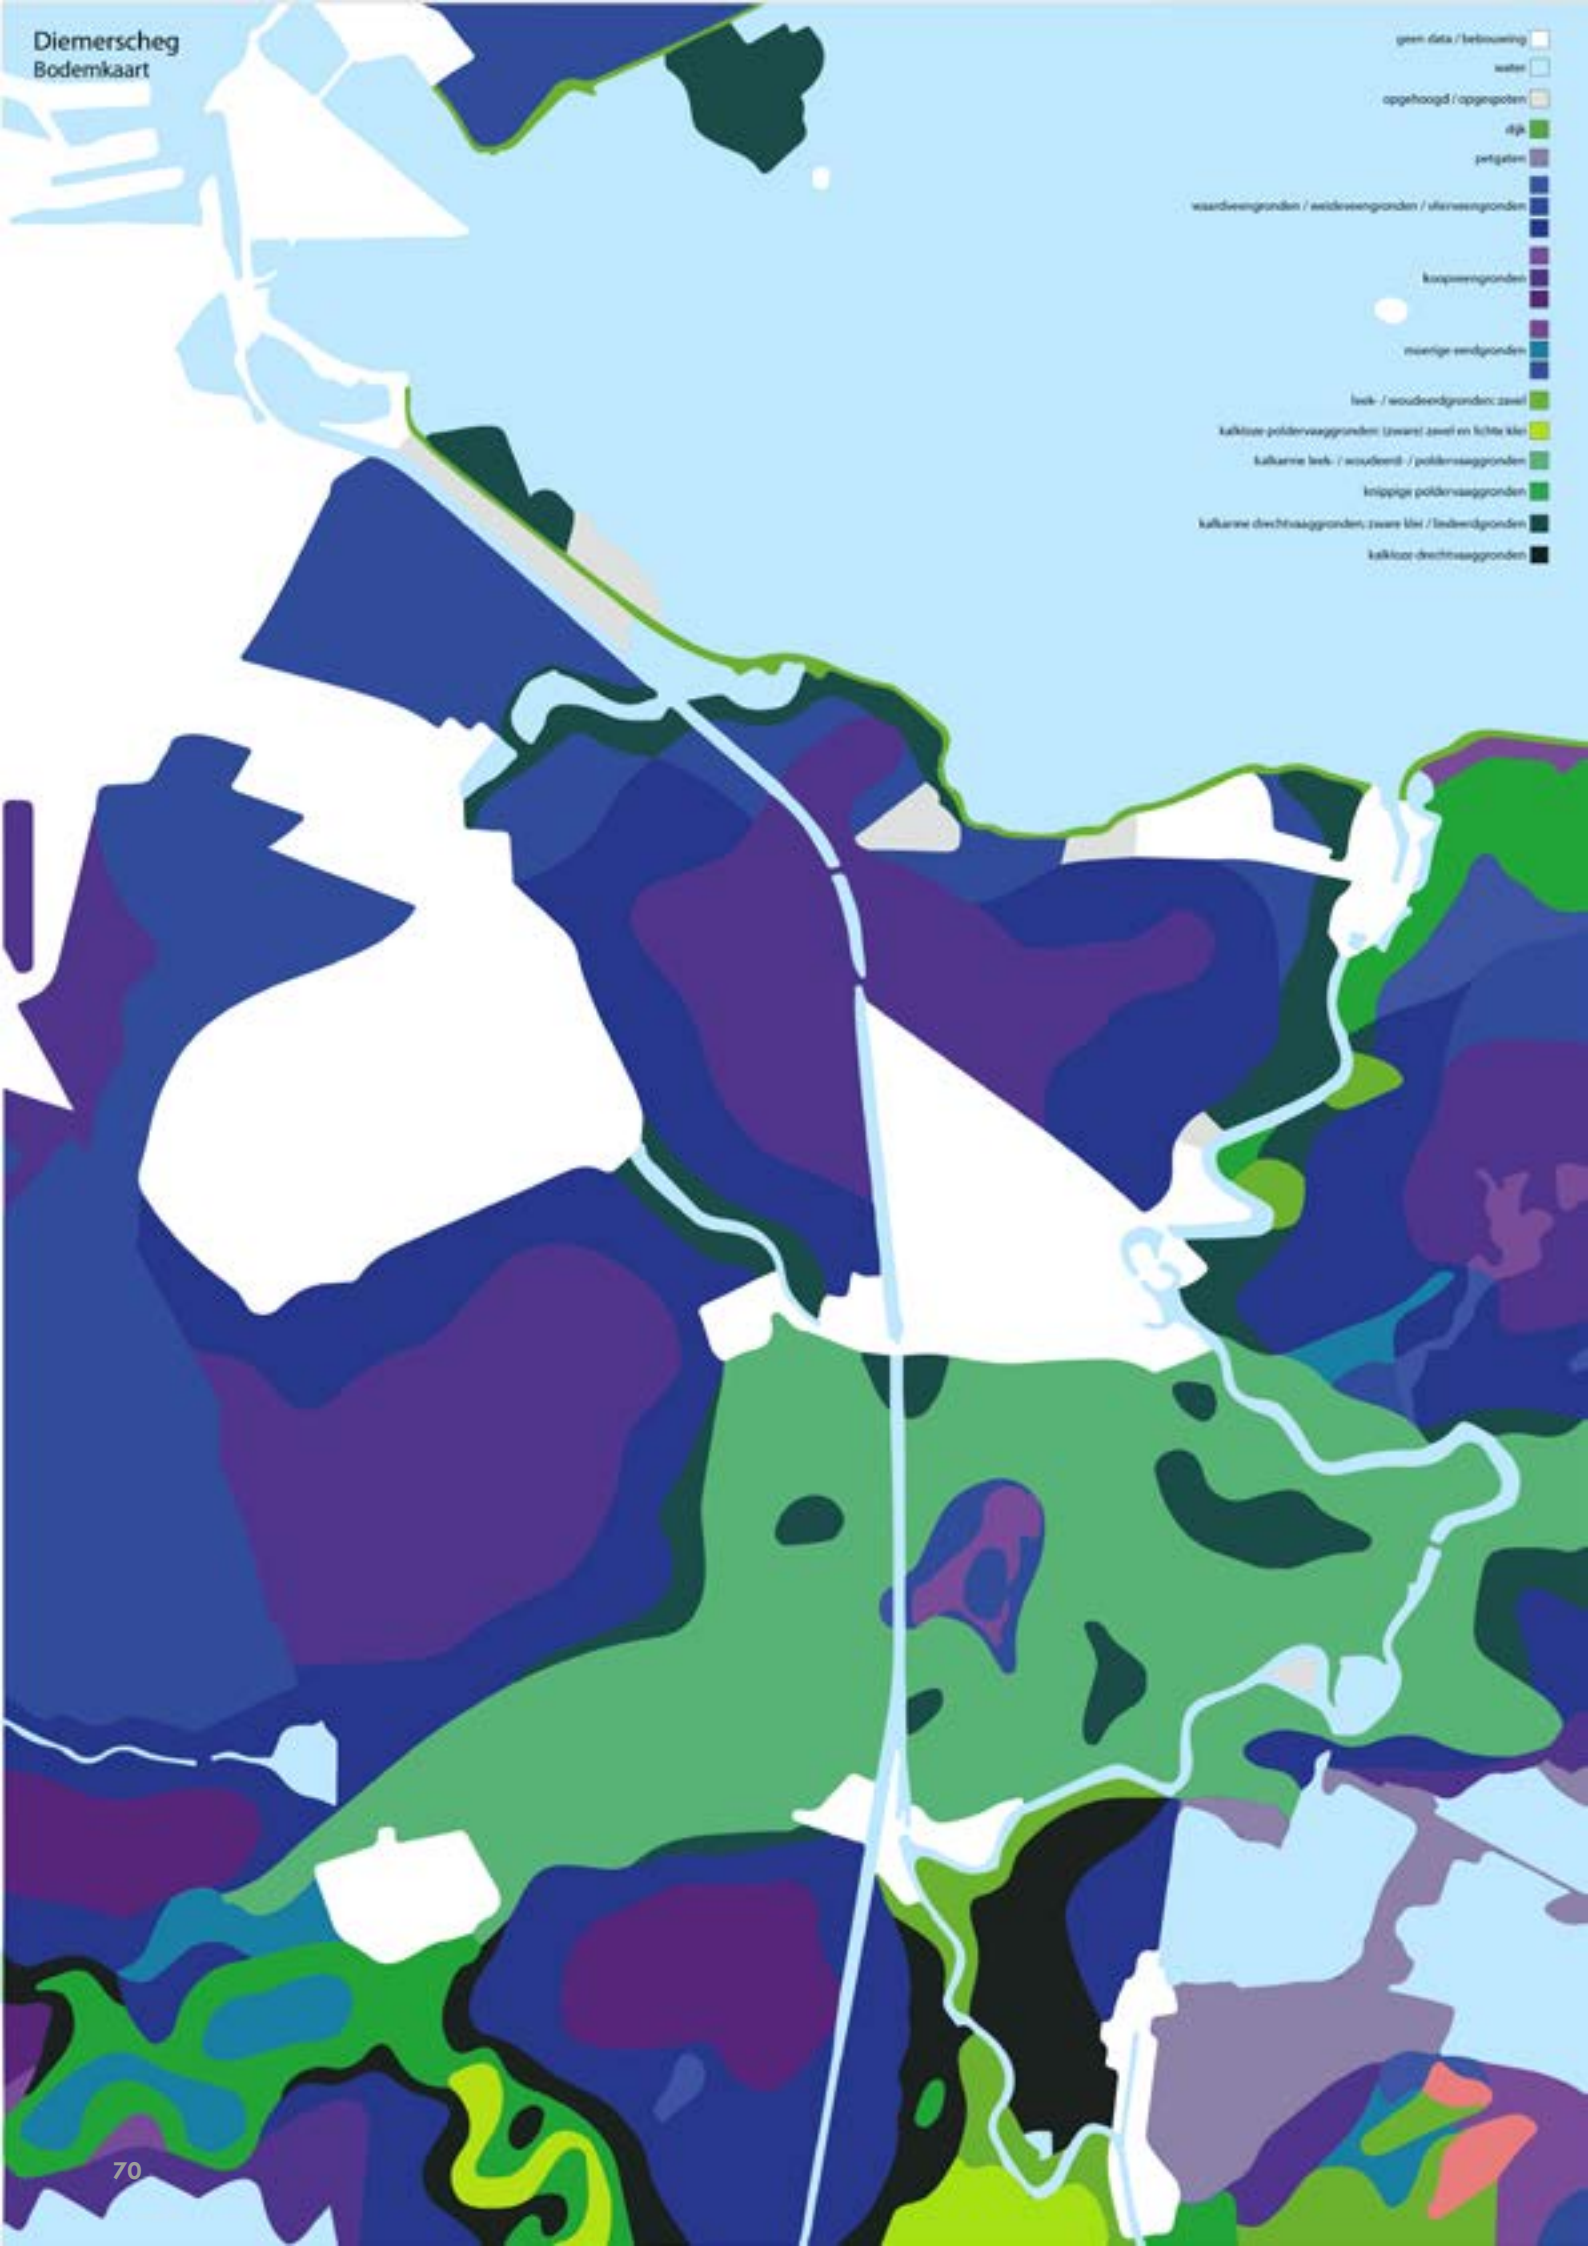 Diemerscheg
Bodemkaart
geen data / bebouwing
water
opgehoogd / opgespoten
dijk
petgaten
waardveengronden / weideveengronden / vlierveengronden
koopveengronden
moerige eerdgronden
leek- / woudeerdgronden: zavel
kalkloze poldervaaggronden: (zware) zavel en lichte klei
kalkarme leek- / woudeerd- / poldervaaggronden
knippige poldervaaggronden
kalkarme drechtvaaggronden; zware klei / liedeerdgronden
kalkloze drechtvaaggronden
70